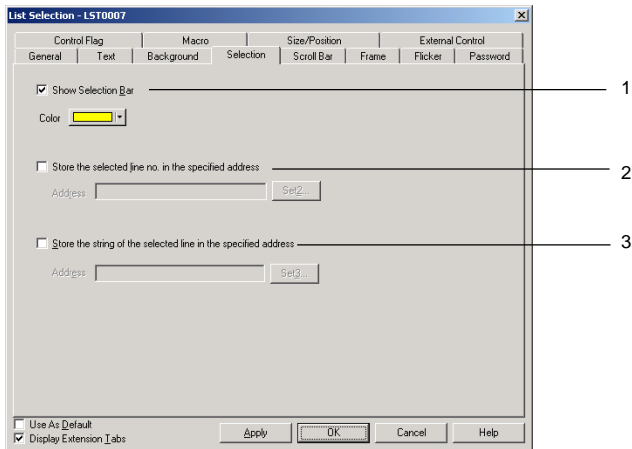 List Selection - LST0007
Control Flag Macro Size/Position External Control
General Text Background Selection Scroll Bar Frame Flicker Password
Show Selection Bar 1
Color
Store the selected line no. in the specified address 2
Address Set2...
Store the string of the selected line in the specified address 3
Address Set3...
Use As Default
Display Extension Tabs
Apply OK Cancel Help